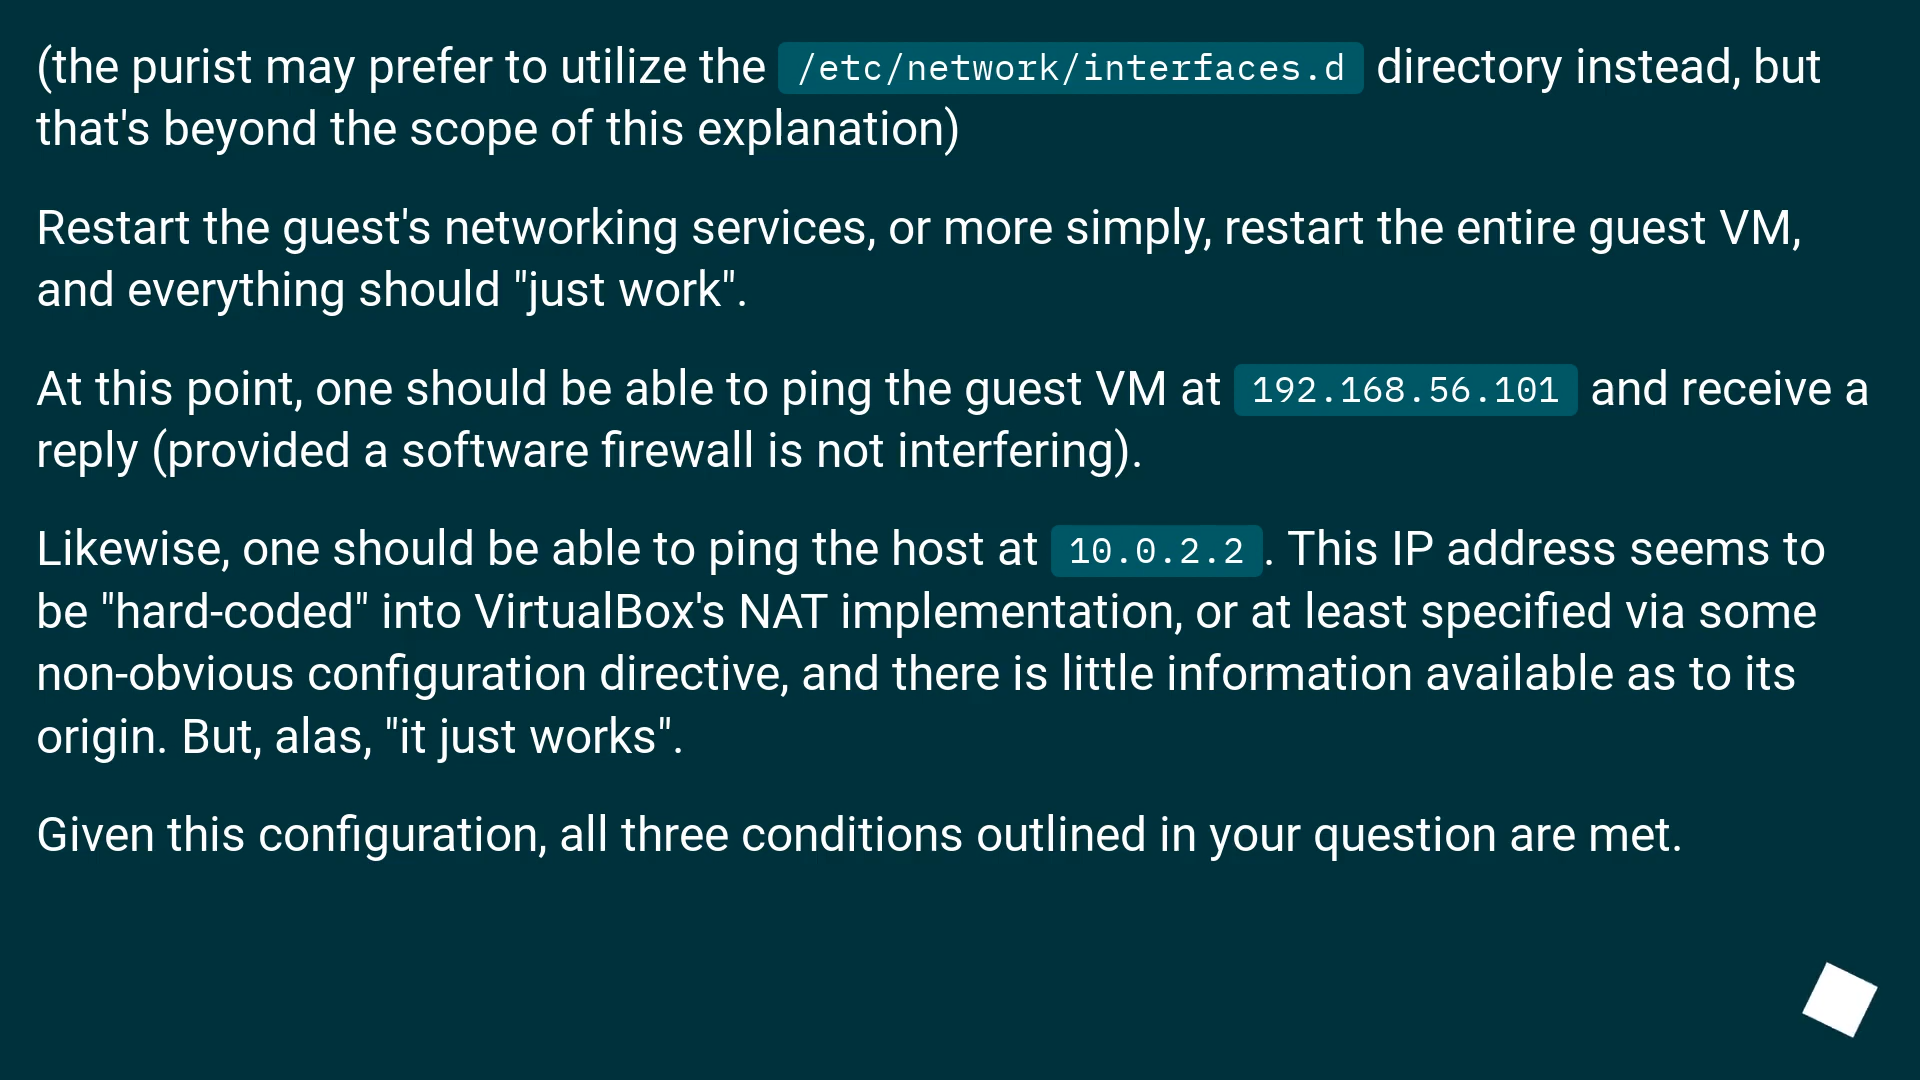 (the purist may prefer to utilize the /etc/network/interfaces.d directory instead, but
that's beyond the scope of this explanation)
Restart the guest's networking services, or more simply, restart the entire guest VM,
and everything should "just work".
At this point, one should be able to ping the guest VM at 192.168.56.101 and receive a
reply (provided a software firewall is not interfering).
Likewise, one should be able to ping the host at 10.0.2.2. This IP address seems to
be "hard-coded" into VirtualBox's NAT implementation, or at least specified via some
non-obvious configuration directive, and there is little information available as to its
origin. But, alas, "it just works".
Given this configuration, all three conditions outlined in your question are met.